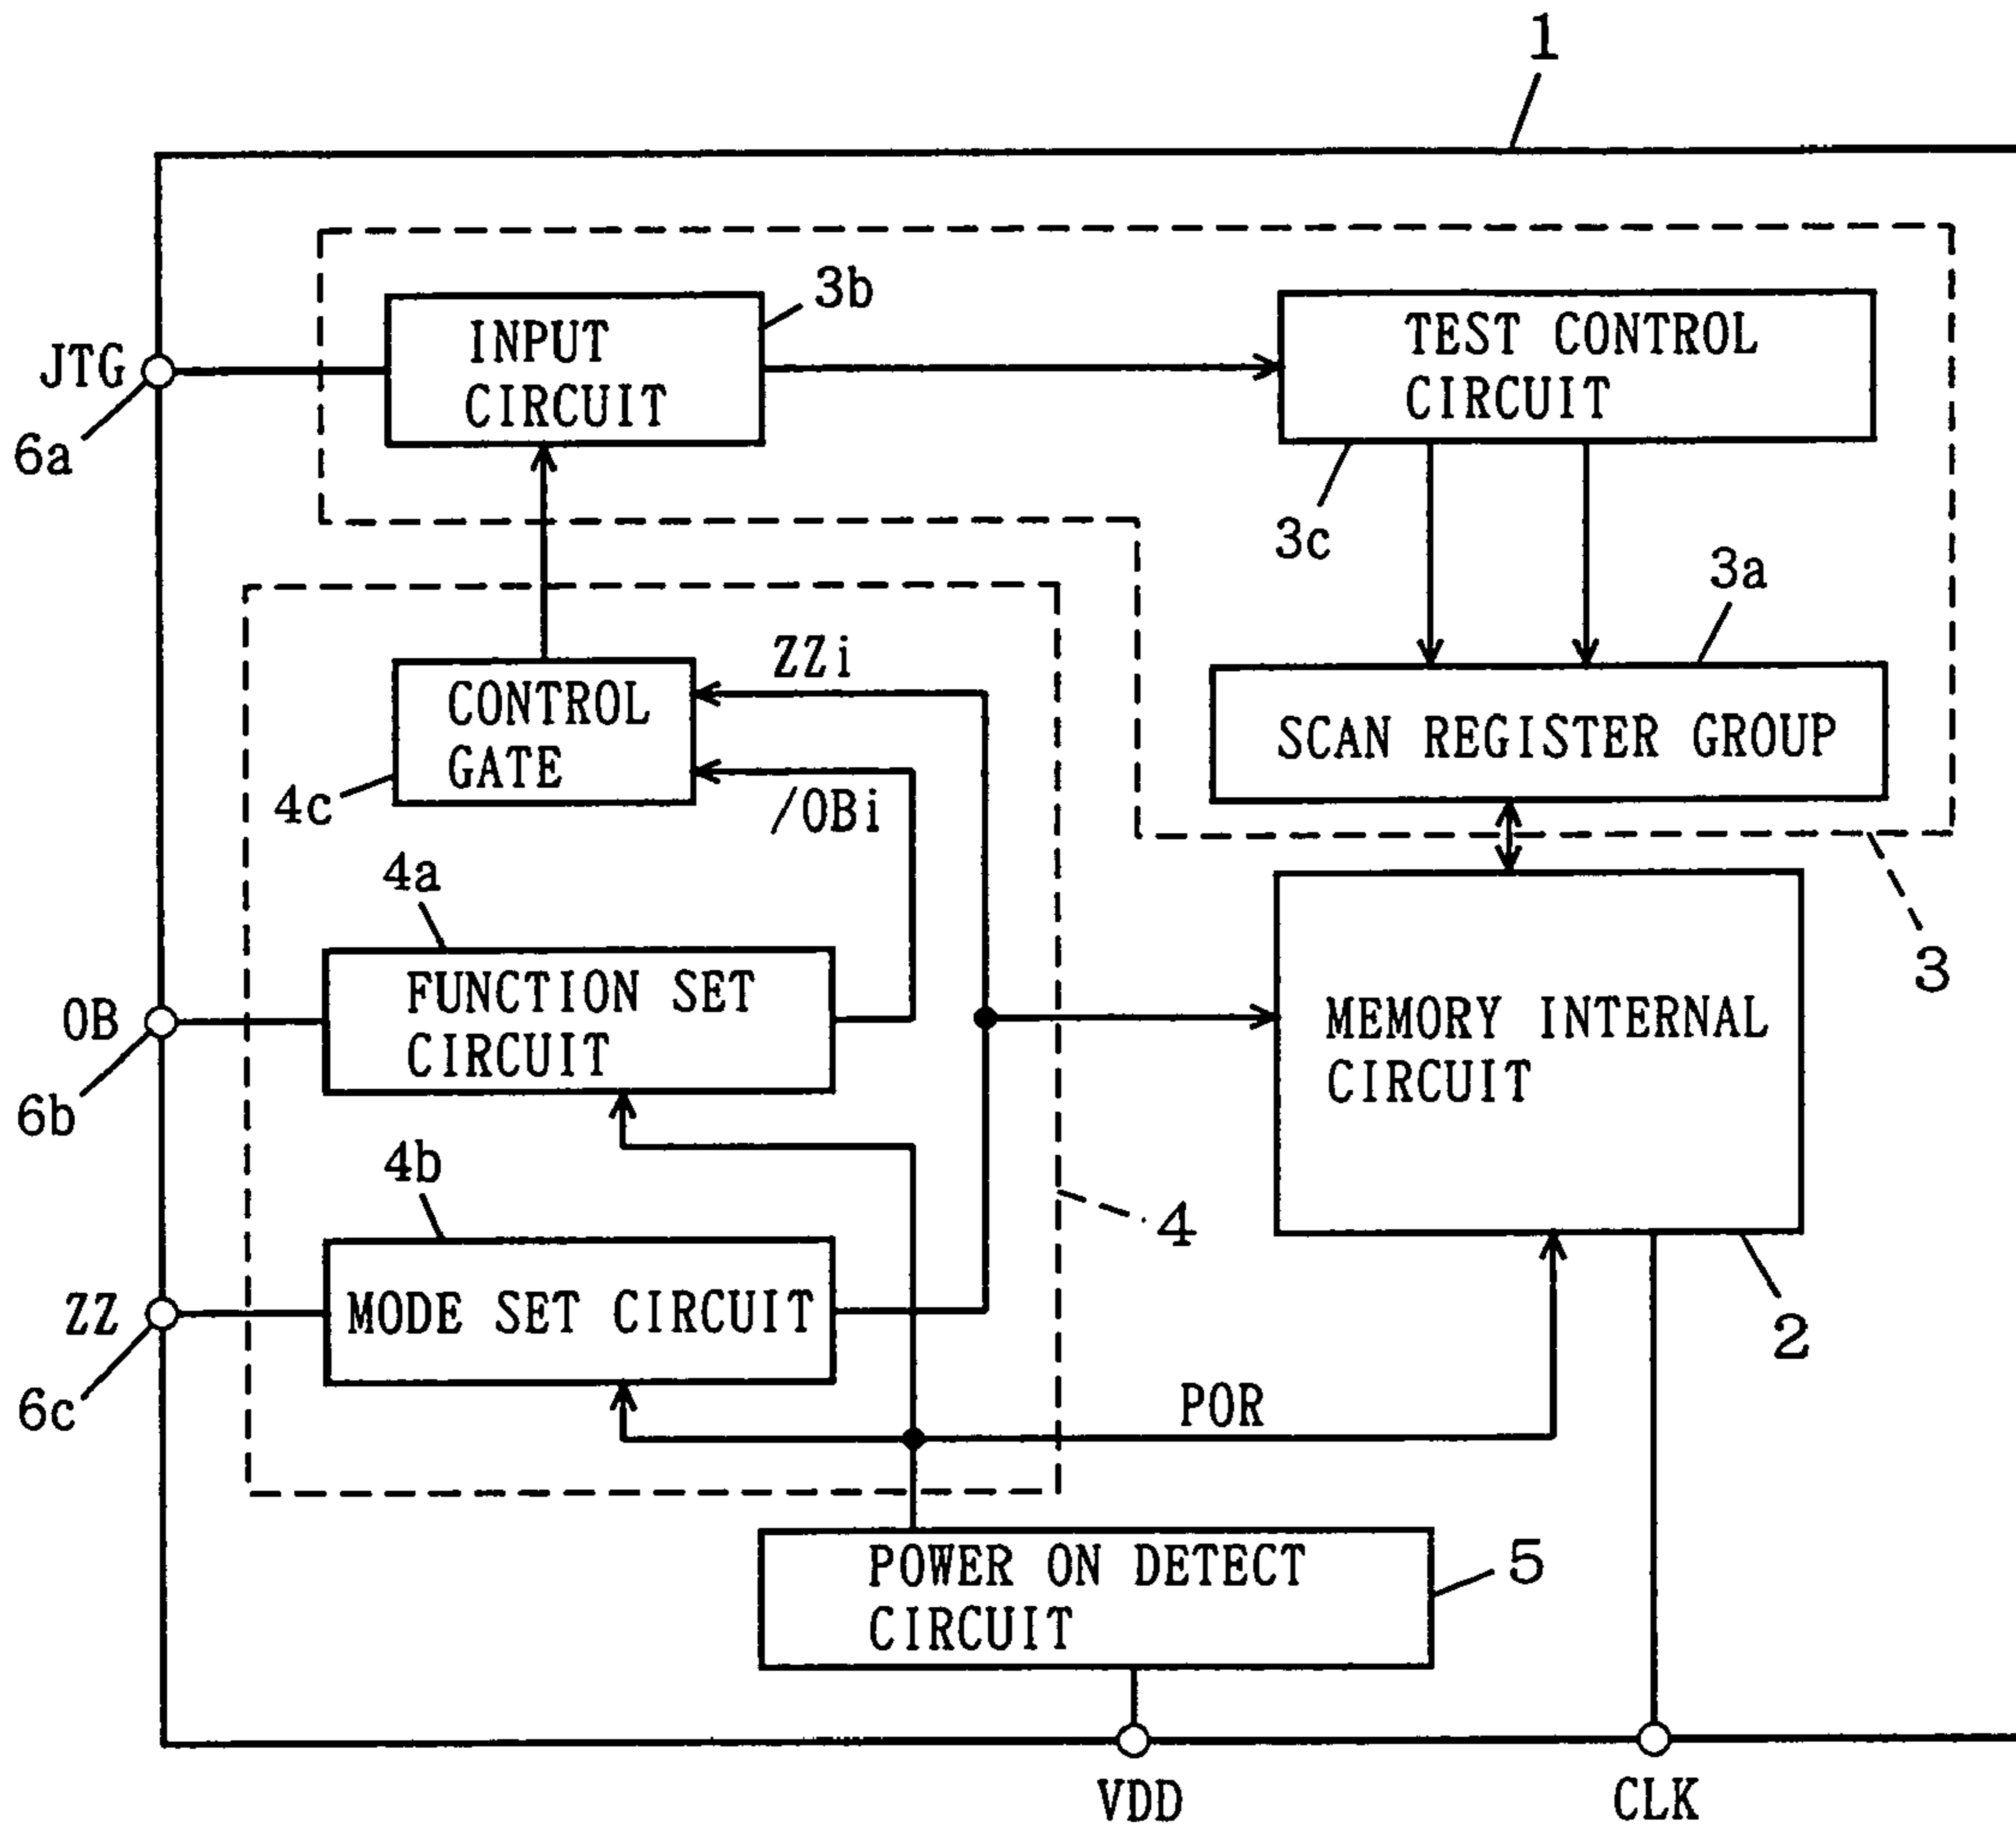 1
3b
INPUT
CIRCUIT
TEST CONTROL
CIRCUIT
JTG
6a
3c
3a
ZZi
CONTROL
GATE
SCAN REGISTER GROUP
4c
/OBi
4a
3
FUNCTION SET
CIRCUIT
OB
MEMORY INTERNAL
CIRCUIT
6b
4b
4
ZZ
MODE SET CIRCUIT
2
6c
POR
POWER ON DETECT
CIRCUIT
5
VDD
CLK